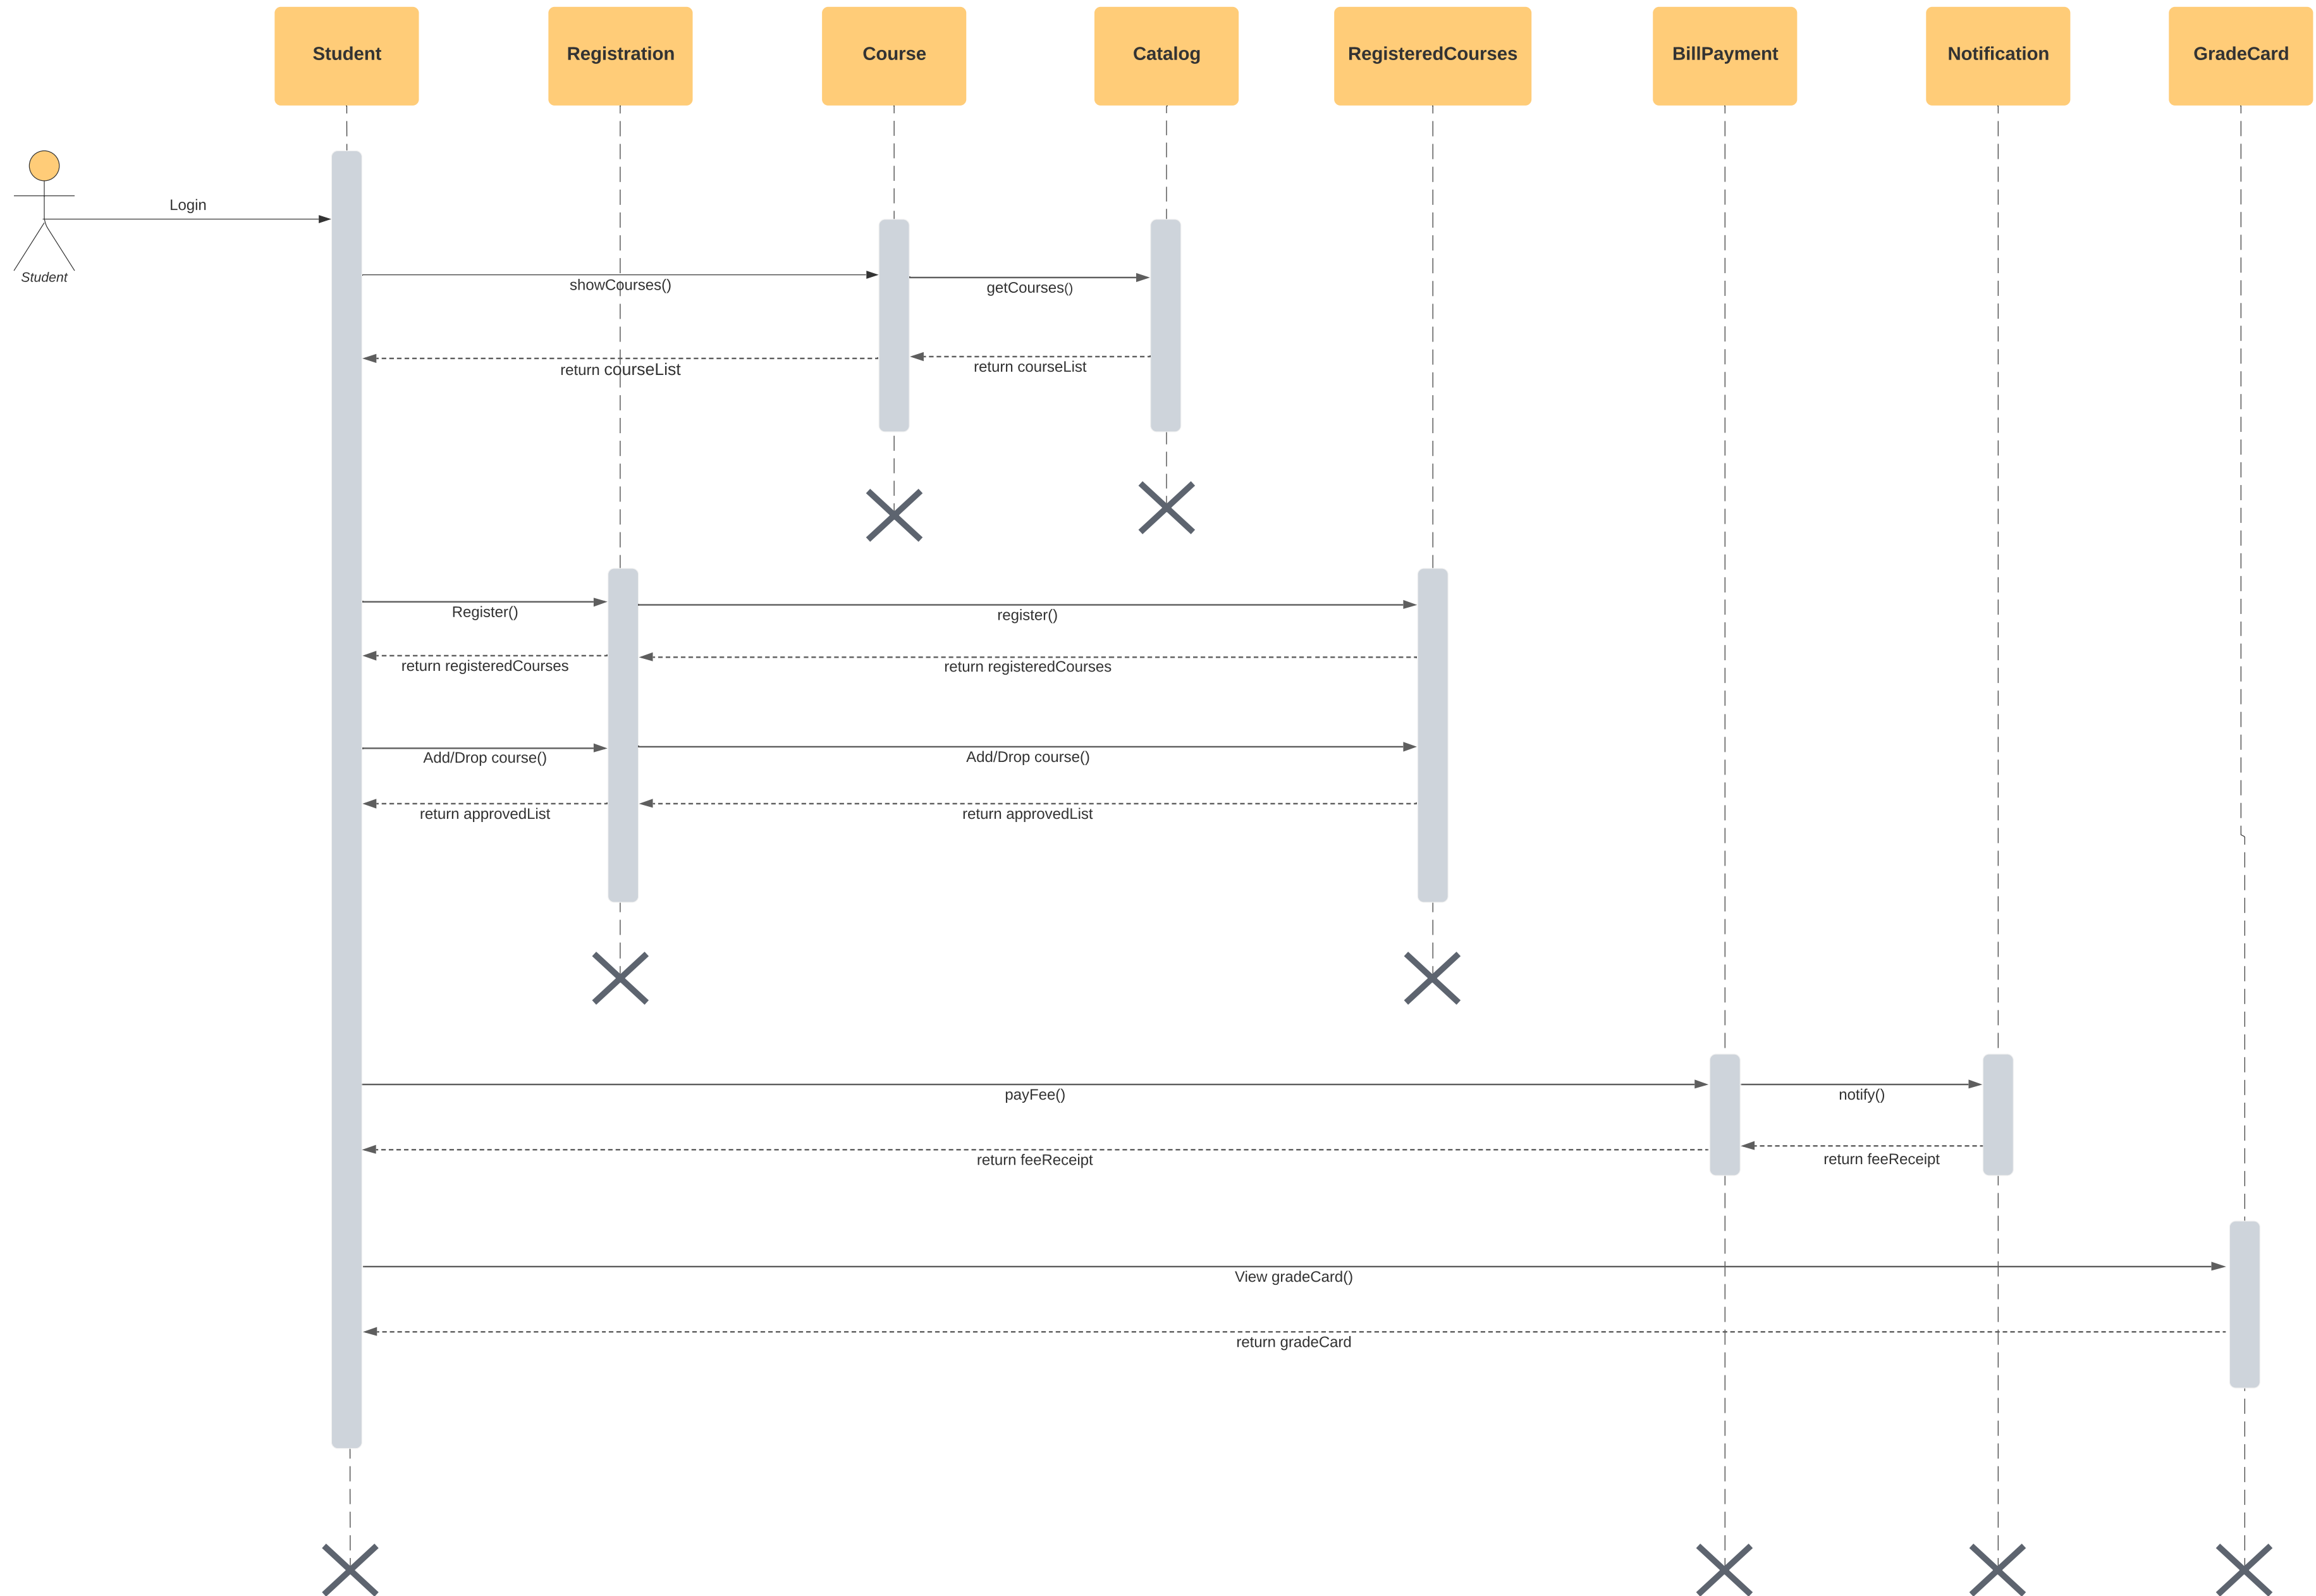 Student
Registration
Course
Catalog
RegisteredCourses
BillPayment
Notification
GradeCard
Login
Student
showCourses()
getCourses()
return courseList
return courseList
Register()
register()
return registeredCourses
return registeredCourses
Add/Drop course()
Add/Drop course()
return approvedList
return approvedList
payFee()
notify()
return feeReceipt
return feeReceipt
View gradeCard()
return gradeCard